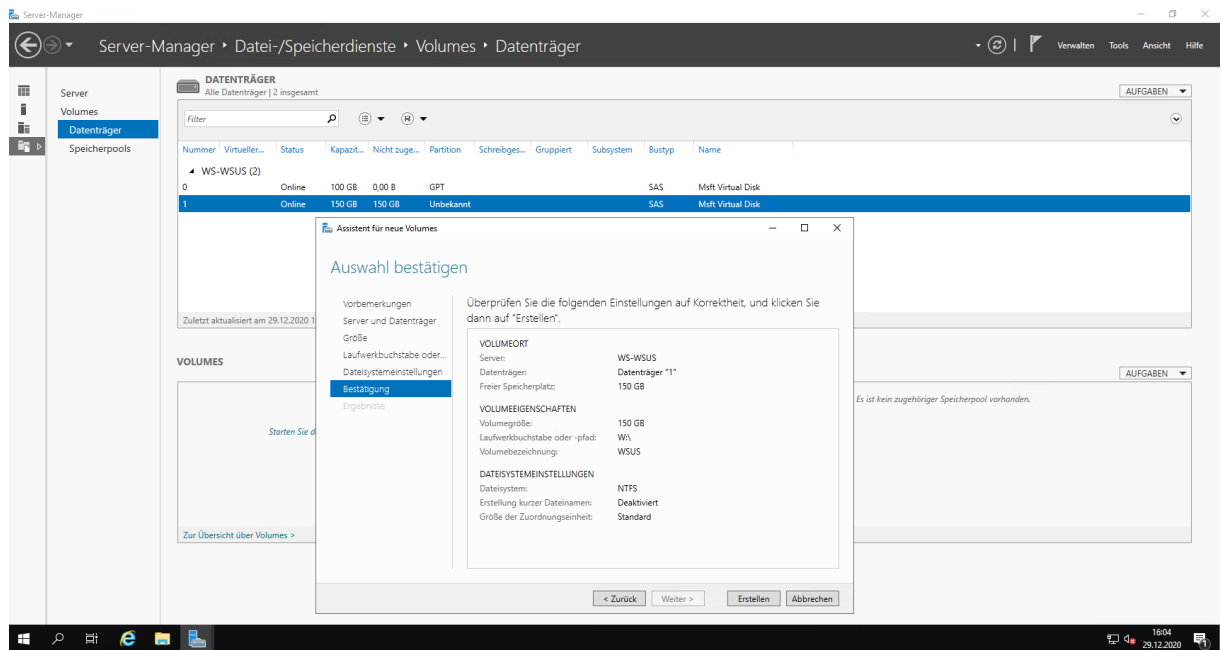 Server-Manager
Server-Manager ‣ Datei-/Speicherdienste ‣ Volumes ‣ Datenträger
Verwalten Tools Ansicht Hilfe
Server
Volumes
Datenträger
Speicherpools
DATENTRÄGER
Alle Datenträger | 2 insgesamt
AUFGABEN
Filter
Nummer Virtueller... Status Kapazit... Nicht zuge... Partition Schreibges... Gruppiert Subsystem Bustyp Name
WS-WSUS (2)
0 Online 100 GB 0,00 B GPT SAS Msft Virtual Disk
1 Online 150 GB 150 GB Unbekannt SAS Msft Virtual Disk
Zuletzt aktualisiert am 29.12.2020 1
VOLUMES
Starten Sie d
Zur Übersicht über Volumes >
AUFGABEN
Es ist kein zugehöriger Speicherpool vorhanden.
Assistent für neue Volumes
Auswahl bestätigen
Vorbemerkungen
Server und Datenträger
Größe
Laufwerkbuchstabe oder...
Dateisystemeinstellungen
Bestätigung
Ergebnisse
Überprüfen Sie die folgenden Einstellungen auf Korrektheit, und klicken Sie
dann auf "Erstellen".
VOLUMEORT
Server: WS-WSUS
Datenträger: Datenträger "1"
Freier Speicherplatz: 150 GB
VOLUMEEIGENSCHAFTEN
Volumegröße: 150 GB
Laufwerkbuchstabe oder -pfad: W:\
Volumebezeichnung: WSUS
DATEISYSTEMEINSTELLUNGEN
Dateisystem: NTFS
Erstellung kurzer Dateinamen: Deaktiviert
Größe der Zuordnungseinheit: Standard
< Zurück Weiter > Erstellen Abbrechen
16:04
29.12.2020
1